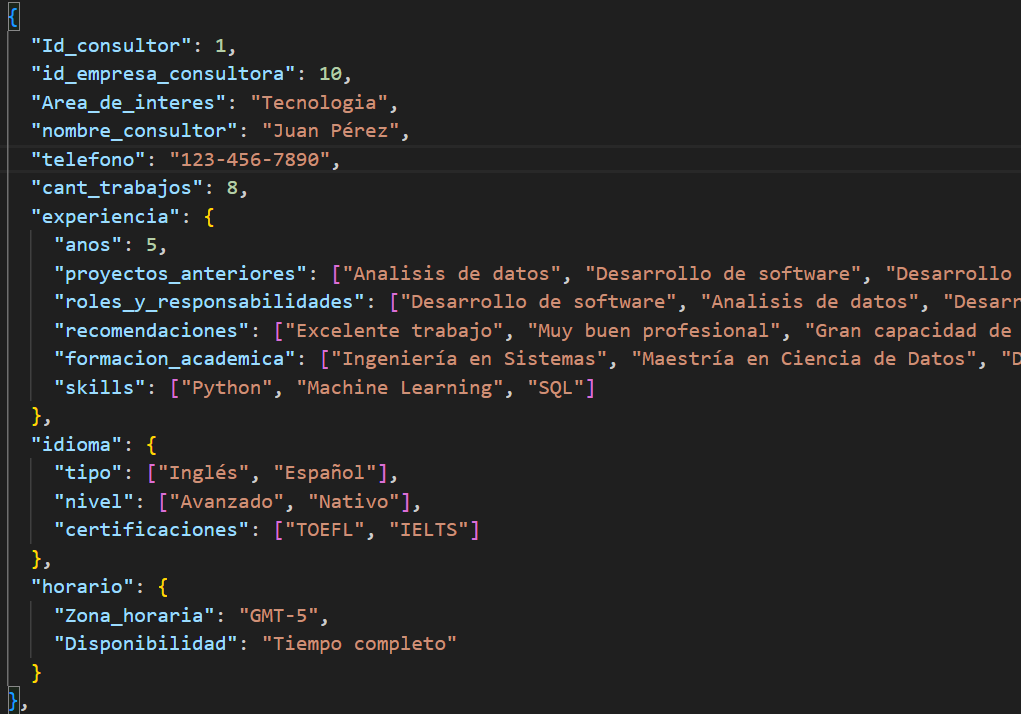 {
"Id_consultor": 1,
"id_empresa_consultora": 10,
"Area_de_interes": "Tecnologia",
"nombre_consultor": "Juan Pérez",
"telefono": "123-456-7890",
"cant_trabajos": 8,
"experiencia": {
"anos": 5,
"proyectos_anteriores": ["Analisis de datos", "Desarrollo de software", "Desarrollo
"roles_y_responsabilidades": ["Desarrollo de software", "Analisis de datos", "Desarr
"recomendaciones": ["Excelente trabajo", "Muy buen profesional", "Gran capacidad de
"formacion_academica": ["Ingeniería en Sistemas", "Maestría en Ciencia de Datos", "D
"skills": ["Python", "Machine Learning", "SQL"]
},
"idioma": {
"tipo": ["Inglés", "Español"],
"nivel": ["Avanzado", "Nativo"],
"certificaciones": ["TOEFL", "IELTS"]
},
"horario": {
"Zona_horaria": "GMT-5",
"Disponibilidad": "Tiempo completo"
}
},